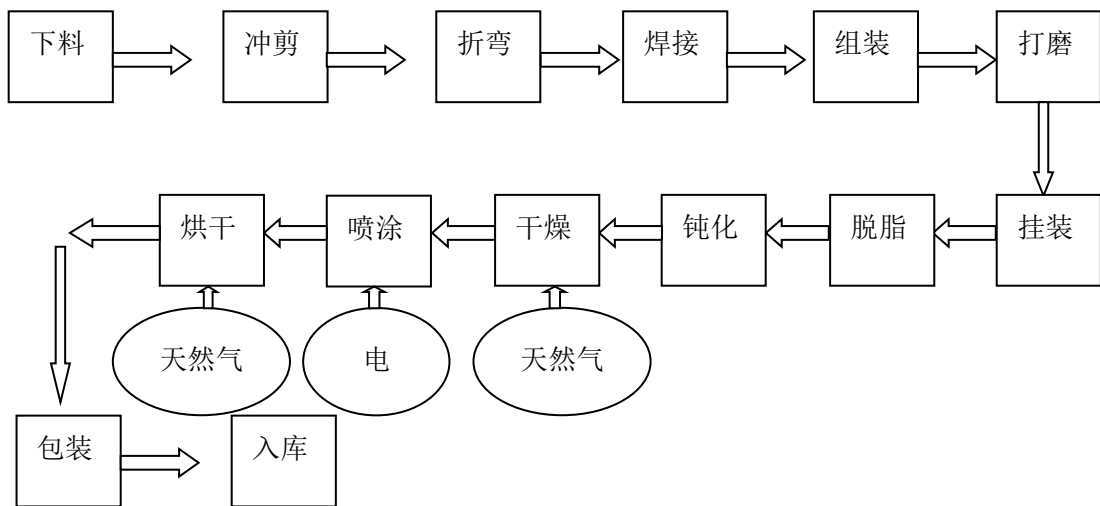 下料 冲剪 折弯 焊接 组装 打磨
烘干 喷涂 干燥 钝化 脱脂 挂装
天然气 电 天然气
包装 入库